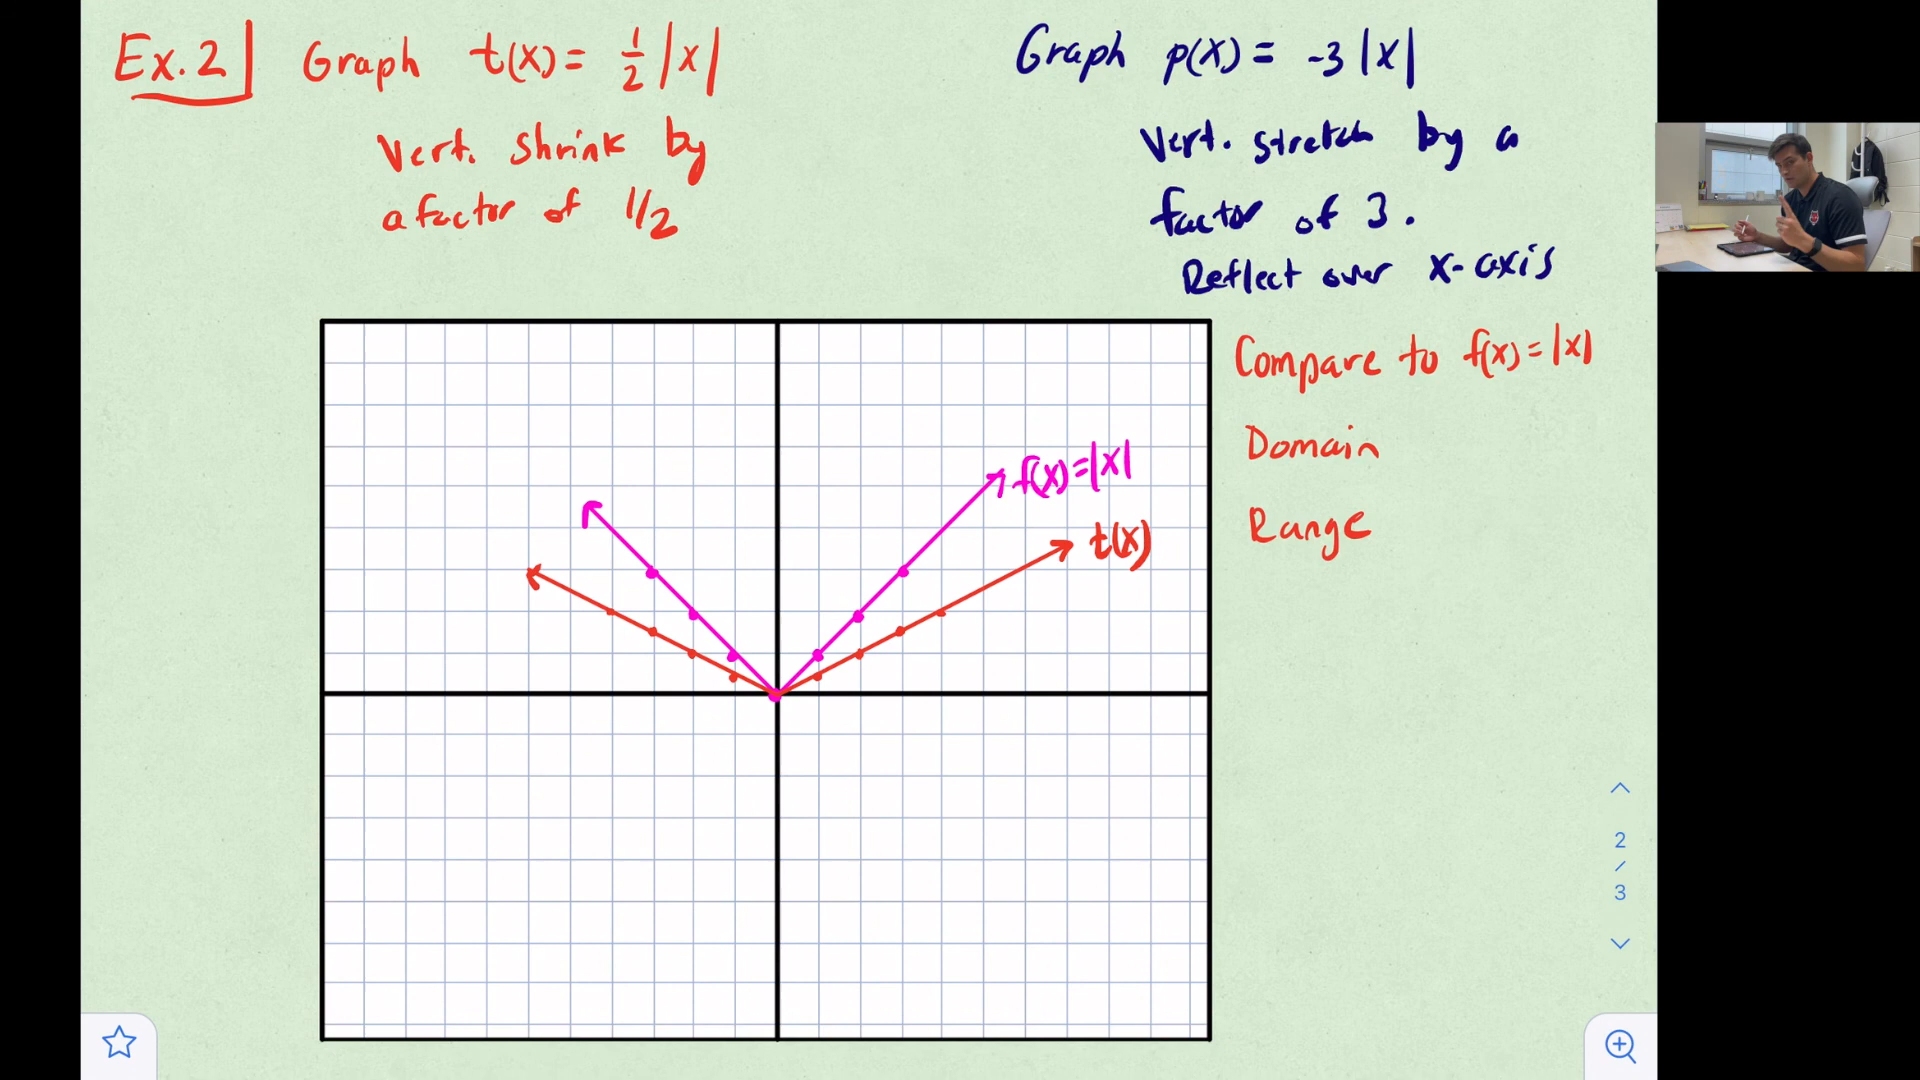 Ex. 2 Graph t(x) = 1/2 |x|
Vert. shrink by
a factor of 1/2
Graph p(x) = -3 |x|
Vert. stretch by a
factor of 3.
Reflect over x-axis
Compare to f(x) = |x|
Domain
Range
f(x) = |x|
t(x)
2
/
3